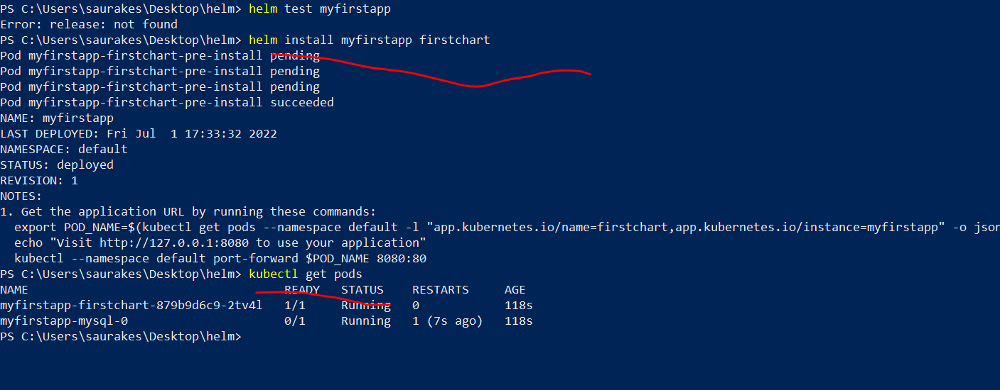 PS C:\Users\saurakes\Desktop\helm> helm test myfirstapp
Error: release: not found
PS C:\Users\saurakes\Desktop\helm> helm install myfirstapp firstchart
Pod myfirstapp-firstchart-pre-install pending
Pod myfirstapp-firstchart-pre-install pending
Pod myfirstapp-firstchart-pre-install pending
Pod myfirstapp-firstchart-pre-install succeeded
NAME: myfirstapp
LAST DEPLOYED: Fri Jul  1 17:33:32 2022
NAMESPACE: default
STATUS: deployed
REVISION: 1
NOTES:
1. Get the application URL by running these commands:
  export POD_NAME=$(kubectl get pods --namespace default -l "app.kubernetes.io/name=firstchart,app.kubernetes.io/instance=myfirstapp" -o json
  echo "Visit http://127.0.0.1:8080 to use your application"
  kubectl --namespace default port-forward $POD_NAME 8080:80
PS C:\Users\saurakes\Desktop\helm> kubectl get pods
NAME                                    READY   STATUS    RESTARTS     AGE
myfirstapp-firstchart-879b9d6c9-2tv4l   1/1     Running   0            118s
myfirstapp-mysql-0                      0/1     Running   1 (7s ago)   118s
PS C:\Users\saurakes\Desktop\helm>